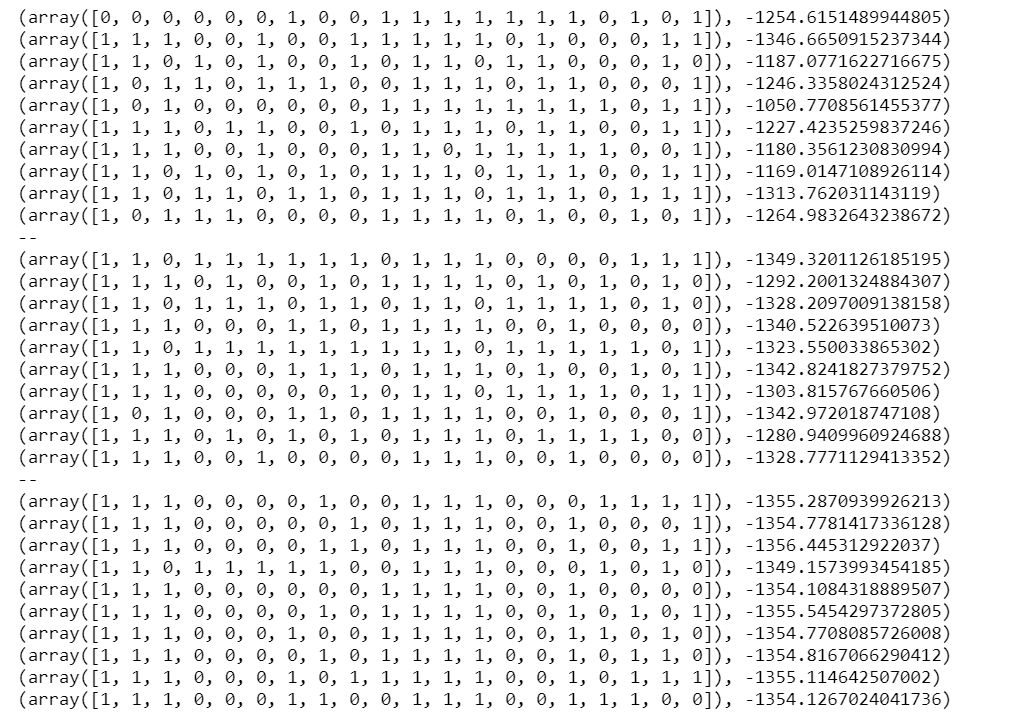 (array([0, 0, 0, 0, 0, 0, 1, 0, 0, 1, 1, 1, 1, 1, 1, 0, 1, 0, 1]), -1254.6151489944805)
(array([1, 1, 1, 0, 0, 1, 0, 0, 1, 1, 1, 1, 0, 1, 0, 0, 0, 1, 1]), -1346.6650915237344)
(array([1, 1, 0, 1, 0, 1, 0, 0, 1, 0, 1, 1, 0, 1, 1, 0, 0, 0, 1, 0]), -1187.0771622716675)
(array([1, 0, 1, 1, 0, 1, 1, 1, 0, 0, 1, 1, 1, 0, 1, 1, 0, 0, 0, 1]), -1246.3358024312524)
(array([1, 0, 1, 0, 0, 0, 0, 0, 0, 1, 1, 1, 1, 1, 1, 1, 1, 0, 1, 1]), -1050.7708561455377)
(array([1, 1, 1, 0, 1, 1, 0, 0, 1, 0, 1, 1, 1, 0, 1, 1, 0, 0, 1, 1]), -1227.4235259837246)
(array([1, 1, 1, 0, 0, 1, 0, 0, 0, 1, 1, 0, 1, 1, 1, 1, 1, 0, 0, 1]), -1180.3561230830994)
(array([1, 1, 0, 1, 0, 1, 0, 1, 0, 1, 1, 1, 0, 1, 1, 1, 0, 0, 1, 1]), -1169.0147108926114)
(array([1, 1, 0, 1, 1, 0, 1, 1, 0, 1, 1, 1, 0, 1, 1, 1, 0, 1, 1, 1]), -1313.762031143119)
(array([1, 0, 1, 1, 1, 0, 0, 0, 0, 1, 1, 1, 1, 0, 1, 0, 0, 1, 0, 1]), -1264.9832643238672)
--
(array([1, 1, 0, 1, 1, 1, 1, 1, 1, 0, 1, 1, 1, 0, 0, 0, 0, 1, 1, 1]), -1349.3201126185195)
(array([1, 1, 1, 0, 1, 0, 0, 1, 0, 1, 1, 1, 1, 0, 1, 0, 1, 0, 1, 0]), -1292.2001324884307)
(array([1, 1, 0, 1, 1, 1, 0, 1, 1, 0, 1, 1, 0, 1, 1, 1, 1, 0, 1, 0]), -1328.2097009138158)
(array([1, 1, 1, 1, 0, 0, 0, 1, 1, 0, 1, 1, 1, 1, 0, 0, 1, 0, 0, 0, 0]), -1340.522639510073)
(array([1, 1, 0, 1, 1, 1, 1, 1, 1, 1, 1, 1, 0, 1, 1, 1, 1, 1, 0, 1]), -1323.550033865302)
(array([1, 1, 1, 0, 0, 0, 1, 1, 1, 0, 1, 1, 1, 0, 1, 0, 0, 1, 0, 1]), -1342.8241827379752)
(array([1, 1, 1, 0, 0, 0, 0, 0, 1, 0, 1, 1, 0, 1, 1, 1, 1, 0, 1, 1]), -1303.815767660506)
(array([1, 0, 1, 0, 0, 0, 1, 1, 0, 1, 1, 1, 1, 0, 0, 1, 0, 0, 0, 1]), -1342.972018747108)
(array([1, 1, 1, 0, 1, 0, 1, 0, 1, 0, 1, 1, 1, 0, 1, 1, 1, 1, 0, 0]), -1280.9409960924688)
(array([1, 1, 1, 0, 0, 1, 0, 0, 0, 0, 1, 1, 1, 0, 0, 1, 0, 0, 0, 0]), -1328.7771129413352)
--
(array([1, 1, 1, 0, 0, 0, 0, 1, 0, 0, 1, 1, 1, 0, 0, 0, 1, 1, 1, 1]), -1355.2870939926213)
(array([1, 1, 1, 0, 0, 0, 0, 0, 1, 0, 1, 1, 1, 0, 0, 1, 0, 0, 0, 1]), -1354.7781417336128)
(array([1, 1, 1, 0, 0, 0, 0, 1, 1, 0, 1, 1, 1, 0, 0, 1, 0, 0, 1, 1]), -1356.445312922037)
(array([1, 1, 0, 1, 1, 1, 1, 1, 0, 0, 1, 1, 1, 0, 0, 0, 1, 0, 1, 0]), -1349.1573993454185)
(array([1, 1, 1, 0, 0, 0, 0, 0, 0, 1, 1, 1, 1, 0, 0, 1, 0, 0, 0, 0]), -1354.1084318889507)
(array([1, 1, 1, 0, 0, 0, 0, 1, 0, 1, 1, 1, 1, 0, 0, 1, 0, 1, 0, 1]), -1355.5454297372805)
(array([1, 1, 1, 0, 0, 0, 1, 0, 0, 1, 1, 1, 1, 0, 0, 1, 1, 0, 1, 0]), -1354.7708085726008)
(array([1, 1, 1, 0, 0, 0, 0, 1, 0, 1, 1, 1, 1, 0, 0, 1, 0, 1, 1, 0]), -1354.8167066290412)
(array([1, 1, 1, 0, 0, 0, 1, 0, 1, 1, 1, 1, 1, 0, 0, 1, 0, 1, 1, 1]), -1355.114642507002)
(array([1, 1, 1, 0, 0, 0, 1, 1, 0, 0, 1, 1, 1, 0, 0, 1, 1, 1, 0, 0]), -1354.1267024041736)